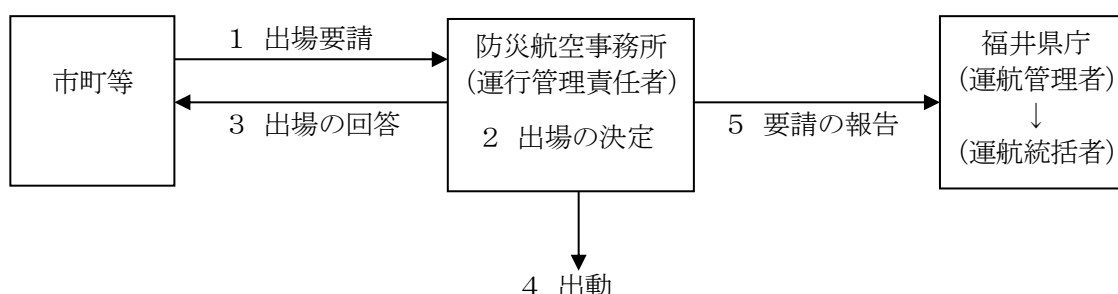 市町等
１ 出場要請
３ 出場の回答
防災航空事務所
（運行管理責任者）
２ 出場の決定
４ 出動
５ 要請の報告
福井県庁
（運航管理者）
↓
（運航統括者）